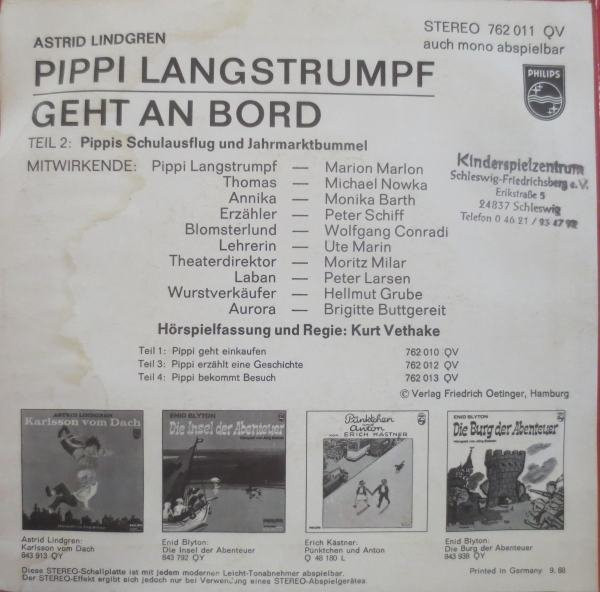 ASTRID LINDGREN
STEREO 762 011 QV
auch mono abspielbar
PIPPI LANGSTRUMPF
GEHT AN BORD
PHILIPS
TEIL 2: Pippis Schulausflug und Jahrmarktbummel
MITWIRKENDE: Pippi Langstrumpf — Marion Marlon
Thomas — Michael Nowka
Annika — Monika Barth
Erzähler — Peter Schiff
Blomsterlund — Wolfgang Conradi
Lehrerin — Ute Marin
Theaterdirektor — Moritz Milar
Laban — Peter Larsen
Wurstverkäufer — Hellmut Grube
Aurora — Brigitte Buttgereit
Kinderspielzentrum
Schleswig-Friedrichsberg e.V.
Erikstraße 5
24837 Schleswig
Telefon 0 46 21 / 93 47 92
Hörspielfassung und Regie: Kurt Vethake
Teil 1: Pippi geht einkaufen 762 010 QV
Teil 3: Pippi erzählt eine Geschichte 762 012 QV
Teil 4: Pippi bekommt Besuch 762 013 QV
© Verlag Friedrich Oetinger, Hamburg
ASTRID LINDGREN
Karlsson vom Dach
ENID BLYTON
Die Insel der Abenteuer
Pünktchen
und
Anton
VON ERICH KÄSTNER
ENID BLYTON
Die Burg der Abenteuer
Astrid Lindgren:
Karlsson vom Dach
843 913 QY
Enid Blyton:
Die Insel der Abenteuer
843 792 QY
Erich Kästner:
Pünktchen und Anton
Q 48 180 L
Enid Blyton:
Die Burg der Abenteuer
843 938 QY
Diese STEREO-Schallplatte ist mit jedem modernen Leicht-Tonabnehmer abspielbar.
Der STEREO-Effekt ergibt sich jedoch nur bei Verwendung eines STEREO-Abspielgerätes.
Printed in Germany 9. 68